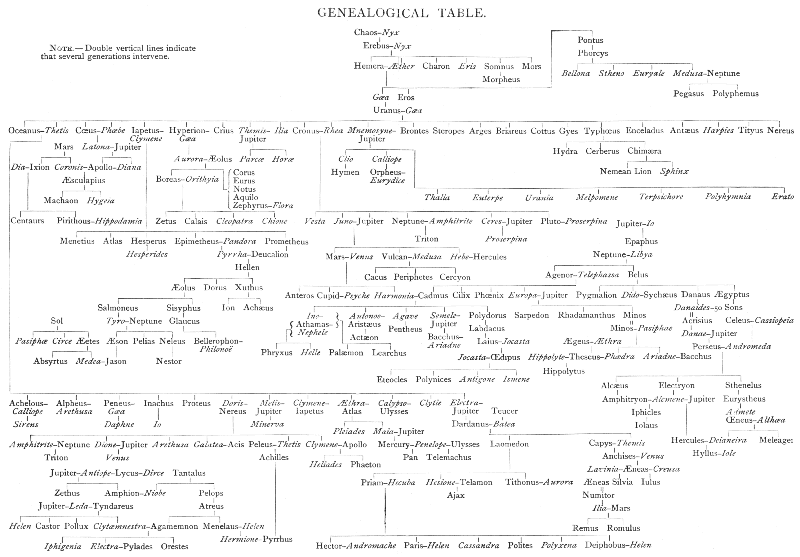 GENEALOGICAL TABLE.
NOTE.—Double vertical lines indicate
that several generations intervene.
Chaos–Nyx
Erebus–Nyx
Pontus
Phorcys
Hemera–Æther Charon Eris Somnus Mors
Morpheus
Bellona Stheno Euryale Medusa–Neptune
Pegasus Polyphemus
Gæa Eros
Uranus–Gæa
Oceanus–Thetis Cœus–Phœbe Iapetus– Hyperion– Crius Themis– Ilia Cronus–Rhea Mnemosyne– Brontes Steropes Arges Briareus Cottus Gyes Typhœus Enceladus Antæus Harpies Tityus Nereus
Clymene Gæa Jupiter Jupiter
Mars Latona–Jupiter
Hydra Cerberus Chimæra
Aurora–Æolus Parcæ Horæ
Clio Calliope
Dia–Ixion Coronis–Apollo–Diana
Hymen Orpheus–
Eurydice
Nemean Lion Sphinx
Æsculapius
Boreas–Orithyia
Corus
Eurus
Notus
Aquilo
Zephyrus–Flora
Machaon Hygeia
Thalia Euterpe Urania Melpomene Terpsichore Polyhymnia Erato
Centaurs Pirithous–Hippodamia Zetus Calais Cleopatra Chione Vesta Juno–Jupiter Neptune–Amphitrite Ceres–Jupiter Pluto–Proserpina Jupiter–Io
Triton Proserpina
Menetius Atlas Hesperus Epimetheus–Pandora Prometheus
Epaphus
Hesperides Pyrrha–Deucalion
Mars–Venus Vulcan–Medusa Hebe–Hercules
Neptune–Libya
Hellen
Cacus Periphetes Cercyon
Agenor–Telephassa Belus
Æolus Dorus Xuthus
Anteros Cupid–Psyche Harmonia–Cadmus Cilix Phœnix Europa–Jupiter Pygmalion Dido–Sychæus Danaus Ægyptus
Salmoneus Sisyphus Ion Achæus
Danaides–50 Sons
Sol Tyro–Neptune Glaucus
Ino– Autonoe– Agave Semele– Polydorus Sarpedon Rhadamanthus Minos Acrisius Celeus–Cassiopeia
Athamas– Aristæus Pentheus Jupiter Labdacus
Nephele Actæon Bacchus– Laius–Jocasta
Ariadne
Minos–Pasiphae Danae–Jupiter
Pasiphæ Circe Æetes Æson Pelias Neleus Bellerophon–
Philonoë
Ægeus–Æthra Perseus–Andromeda
Absyrtus Medea–Jason Nestor
Phryxus Helle Palæmon Learchus
Jocasta–Œdipus Hippolyte–Theseus–Phædra Ariadne–Bacchus
Hippolytus
Eteocles Polynices Antigone Ismene
Alcæus Electryon Sthenelus
Achelous– Alpheus– Peneus– Inachus Proteus Doris– Melis– Clymene– Æthra– Calypso– Clytie Electra–
Calliope Arethusa Gæa Nereus Jupiter Iapetus Atlas Ulysses Jupiter Teucer
Amphitryon–Alcmene–Jupiter Eurystheus
Sirens Daphne Io Minerva
Iphicles Admete
Pleiades Maia–Jupiter Dardanus–Batea
Iolaus Œneus–Althæa
Amphitrite–Neptune Dione–Jupiter Arethusa Galatea–Acis Peleus–Thetis Clymene–Apollo Mercury–Penelope–Ulysses Laomedon Capys–Themis
Hercules–Deianeira Meleager
Triton Venus Achilles Pan Telemachus Anchises–Venus
Hyllus–Iole
Heliades Phaeton
Lavinia–Æneas–Creusa
Jupiter–Antiope–Lycus–Dirce Tantalus
Priam–Hecuba Hesione–Telamon Tithonus–Aurora Æneas Silvia Iulus
Zethus Amphion–Niobe Pelops
Ajax Numitor
Jupiter–Leda–Tyndareus Atreus
Ilia–Mars
Helen Castor Pollux Clytæmnestra–Agamemnon Menelaus–Helen
Remus Romulus
Hermione–Pyrrhus
Iphigenia Electra–Pylades Orestes
Hector–Andromache Paris–Helen Cassandra Polites Polyxena Deiphobus–Helen